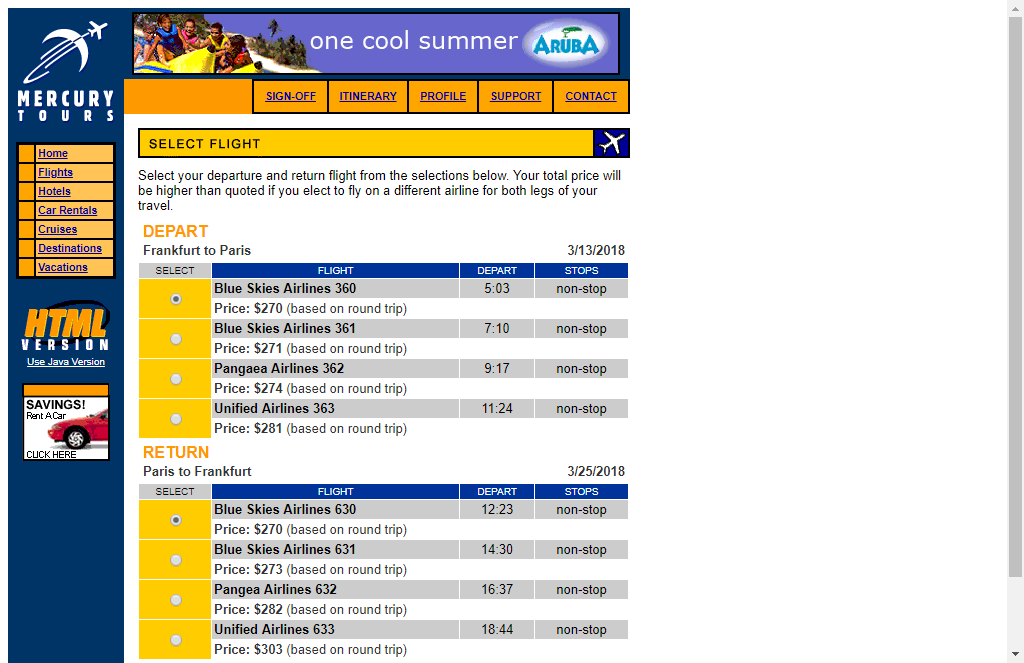 one cool summer ARUBA
MERCURY
TOURS
SIGN-OFF ITINERARY PROFILE SUPPORT CONTACT
Home
Flights
Hotels
Car Rentals
Cruises
Destinations
Vacations
HTML
VERSION
Use Java Version
SAVINGS!
Rent A Car
CLICK HERE
SELECT FLIGHT
Select your departure and return flight from the selections below. Your total price will
be higher than quoted if you elect to fly on a different airline for both legs of your
travel.
DEPART
Frankfurt to Paris 3/13/2018
SELECT FLIGHT DEPART STOPS
Blue Skies Airlines 360 5:03 non-stop
Price: $270 (based on round trip)
Blue Skies Airlines 361 7:10 non-stop
Price: $271 (based on round trip)
Pangaea Airlines 362 9:17 non-stop
Price: $274 (based on round trip)
Unified Airlines 363 11:24 non-stop
Price: $281 (based on round trip)
RETURN
Paris to Frankfurt 3/25/2018
SELECT FLIGHT DEPART STOPS
Blue Skies Airlines 630 12:23 non-stop
Price: $270 (based on round trip)
Blue Skies Airlines 631 14:30 non-stop
Price: $273 (based on round trip)
Pangea Airlines 632 16:37 non-stop
Price: $282 (based on round trip)
Unified Airlines 633 18:44 non-stop
Price: $303 (based on round trip)